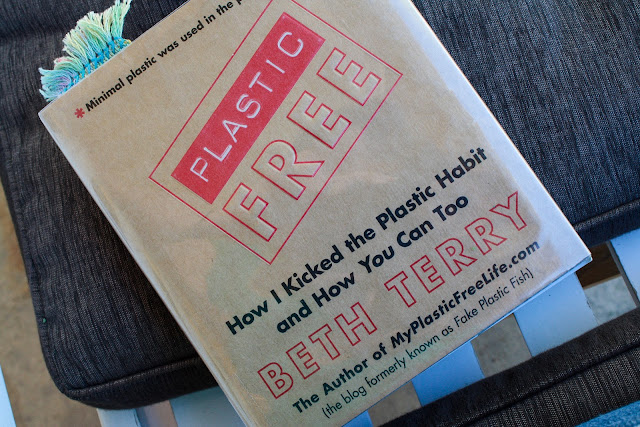 *Minimal plastic was used in the
PLASTIC
FREE
How I Kicked the Plastic Habit
and How You Can Too
BETH TERRY
The Author of MyPlasticFreeLife.com
(the blog formerly known as Fake Plastic Fish)